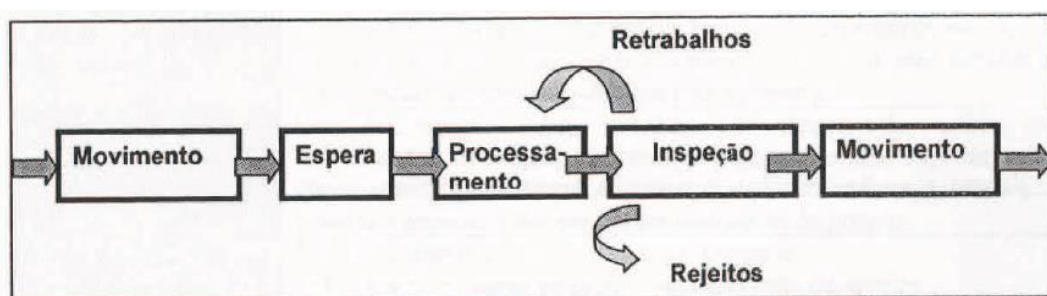 Retrabalhos
Movimento
Espera
Processa-
mento
Inspeção
Movimento
Rejeitos